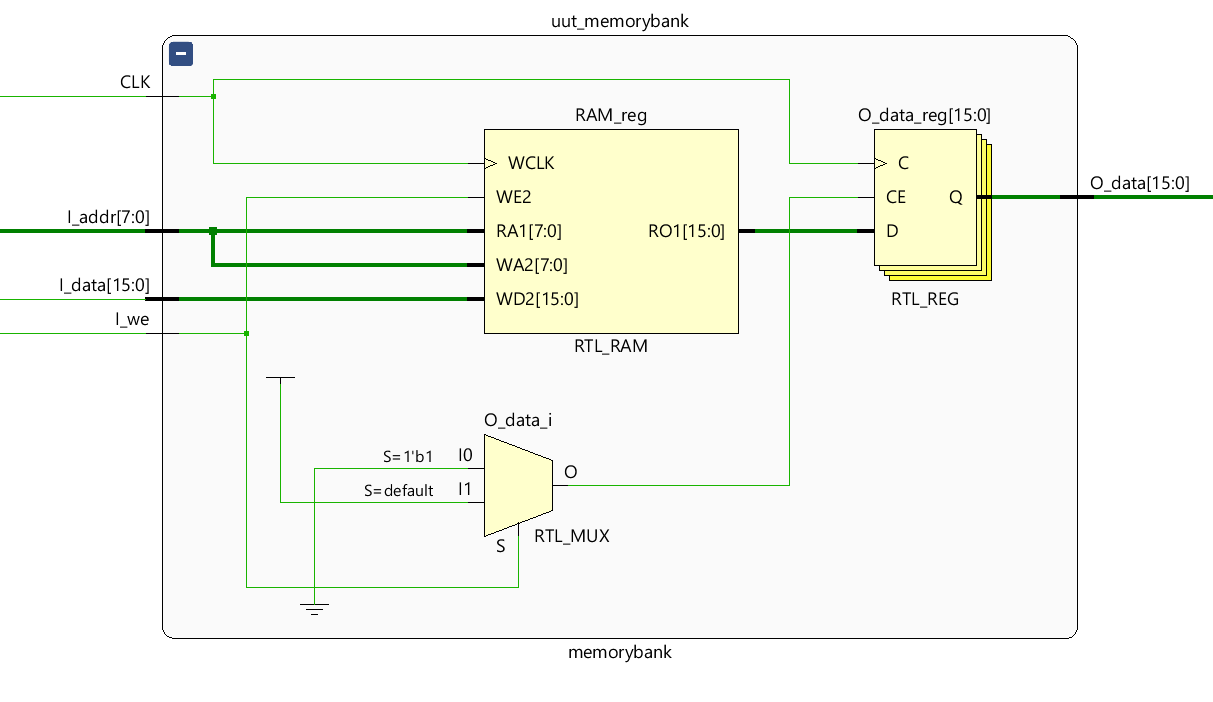 uut_memorybank
CLK
RAM_reg
O_data_reg[15:0]
WCLK
C
WE2
CE
Q
O_data[15:0]
I_addr[7:0]
RA1[7:0]
RO1[15:0]
D
WA2[7:0]
I_data[15:0]
WD2[15:0]
RTL_REG
I_we
RTL_RAM
O_data_i
S=1'b1
I0
O
S=default
I1
RTL_MUX
S
memorybank